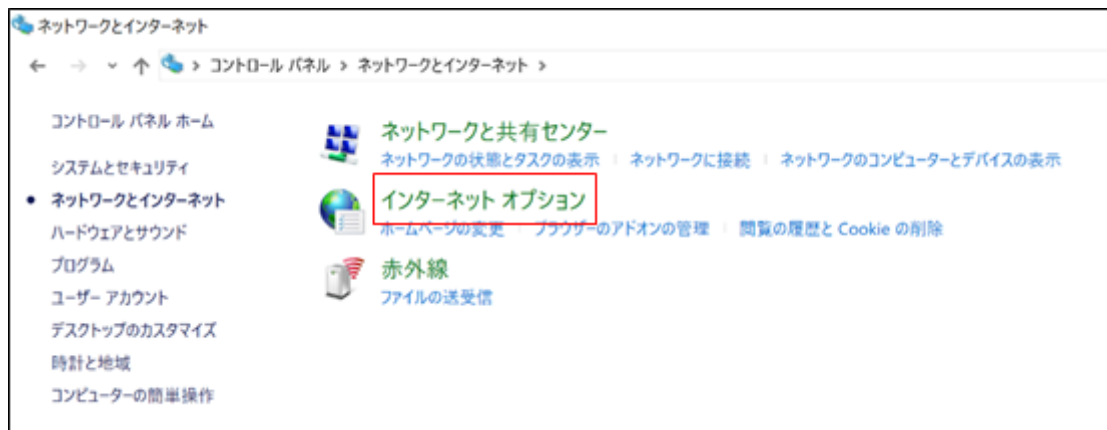 ネットワークとインターネット
コントロール パネル > ネットワークとインターネット >
コントロール パネル ホーム
システムとセキュリティ
ネットワークとインターネット
ハードウェアとサウンド
プログラム
ユーザー アカウント
デスクトップのカスタマイズ
時計と地域
コンピューターの簡単操作
ネットワークと共有センター
ネットワークの状態とタスクの表示 | ネットワークに接続 | ネットワークのコンピューターとデバイスの表示
インターネット オプション
ホームページの変更 | ブラウザーのアドオンの管理 | 閲覧の履歴と Cookie の削除
赤外線
ファイルの送受信